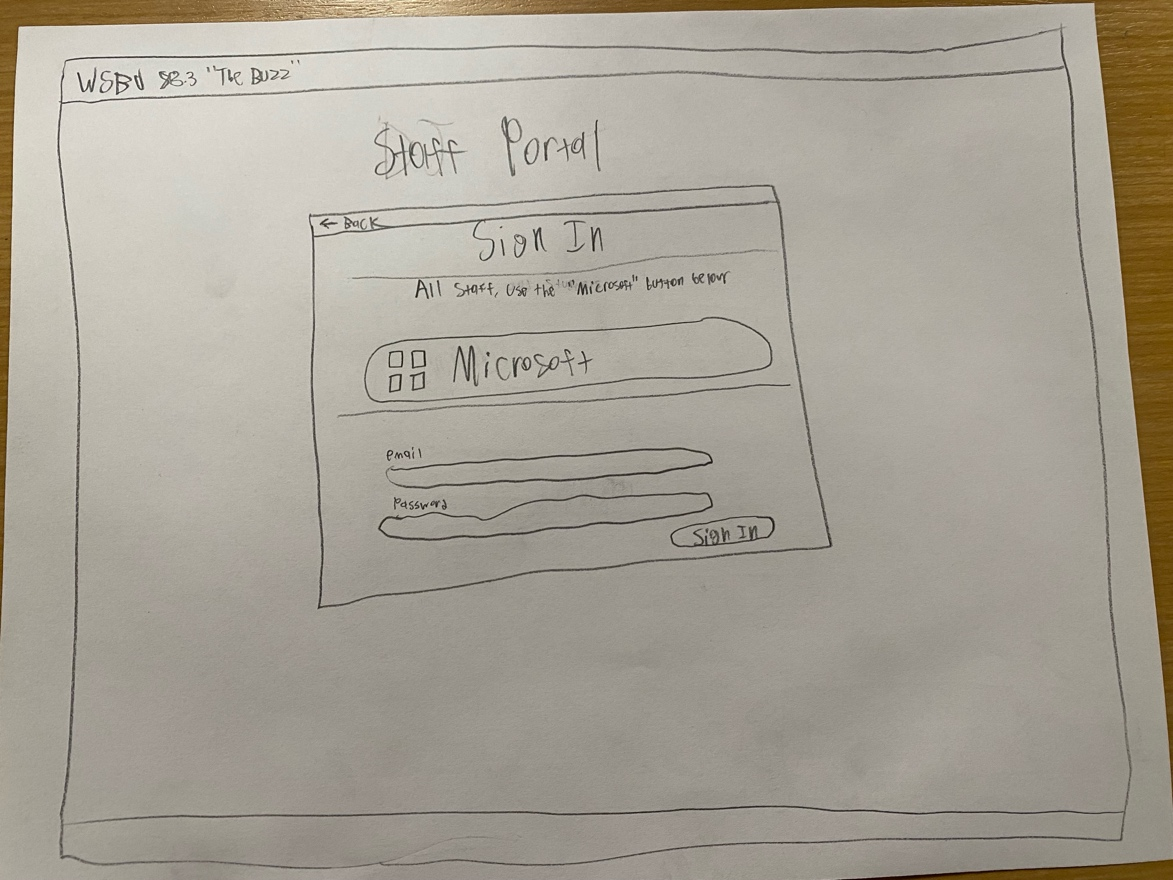 WSBU 88.3 "The Buzz"
Staff Portal
← Back
Sign In
All Staff, use the "Microsoft" button below
Microsoft
email
Password
Sign In